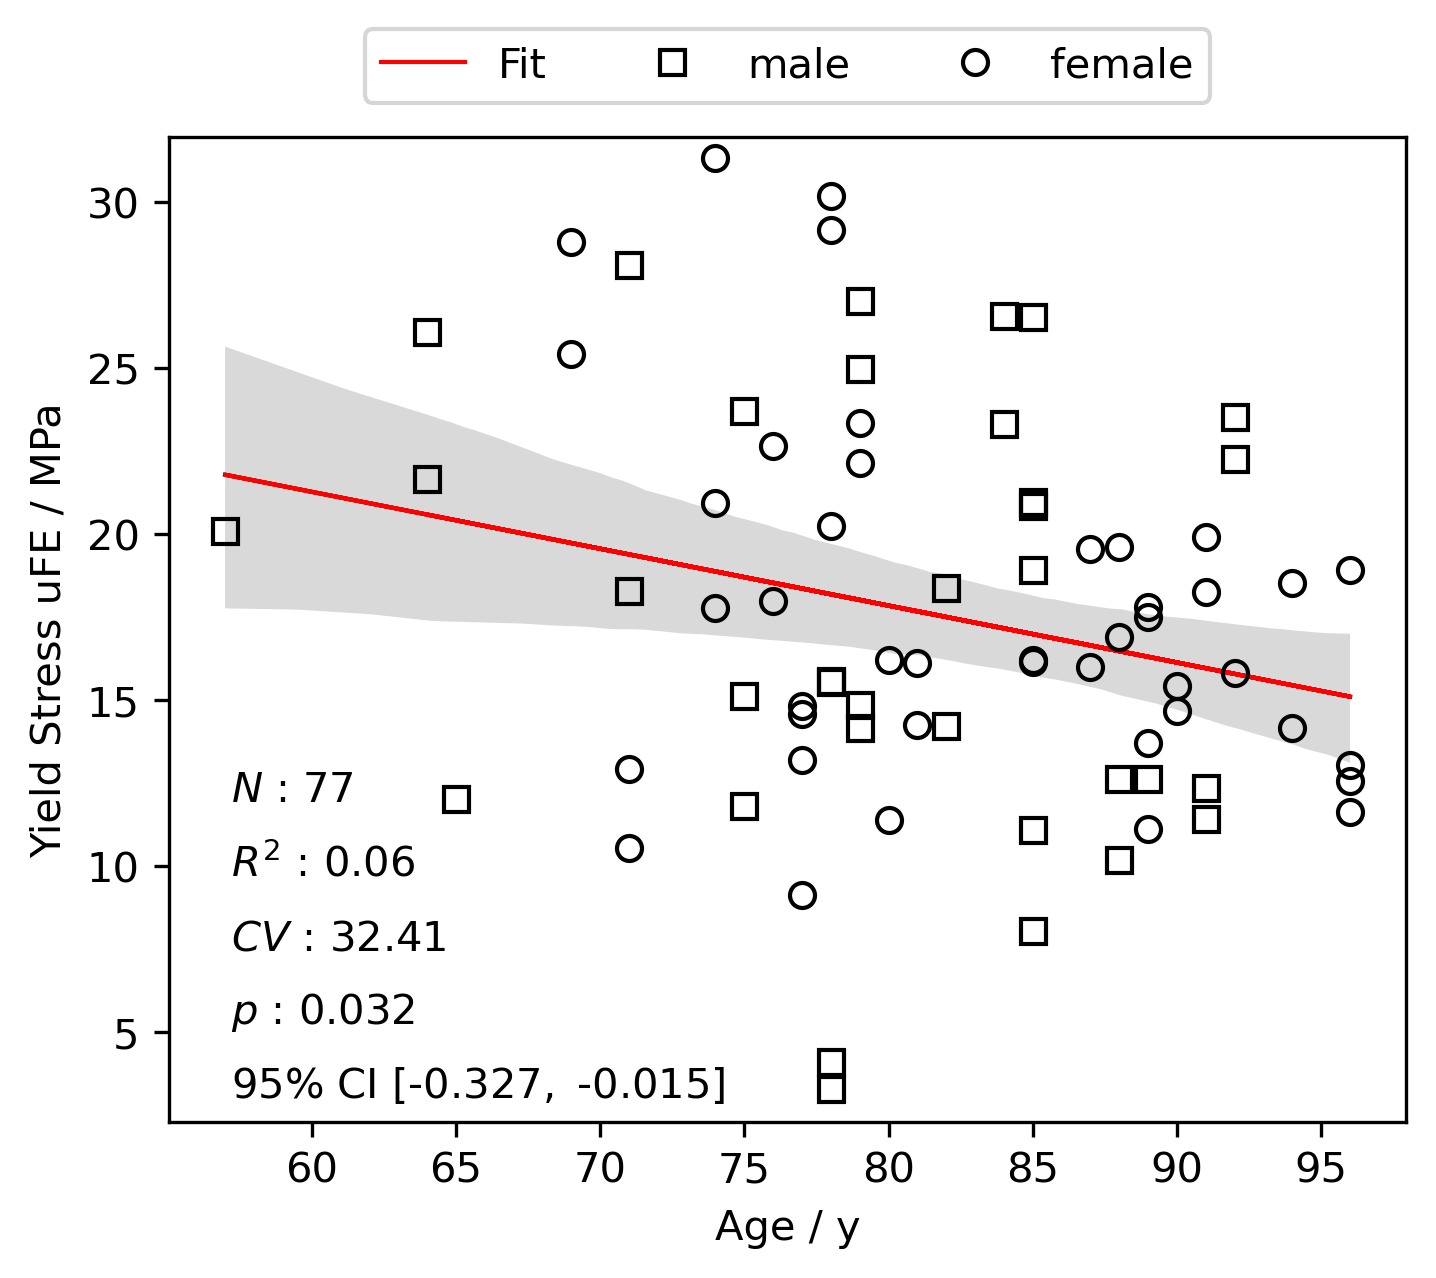 Fit male female
30
25
20
15
10
5
Yield Stress uFE / MPa
N : 77
R² : 0.06
CV : 32.41
p : 0.032
95% CI [-0.327, -0.015]
60 65 70 75 80 85 90 95
Age / y